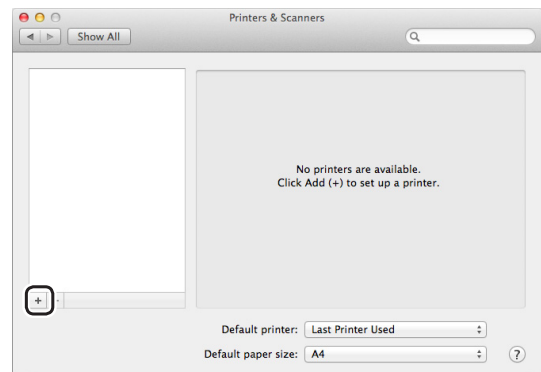 Printers & Scanners
Show All
No printers are available.
Click Add (+) to set up a printer.
+ -
Default printer: Last Printer Used
Default paper size: A4 ?